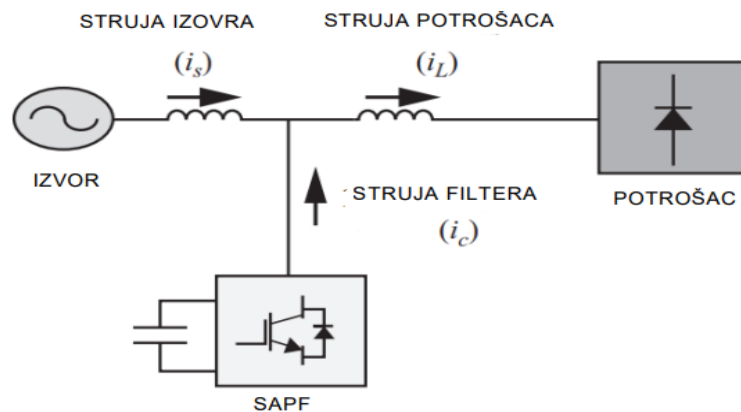 STRUJA IZOVRA
(i_s)
STRUJA POTROŠACA
(i_L)
IZVOR
STRUJA FILTERA
(i_c)
POTROŠAC
SAPF